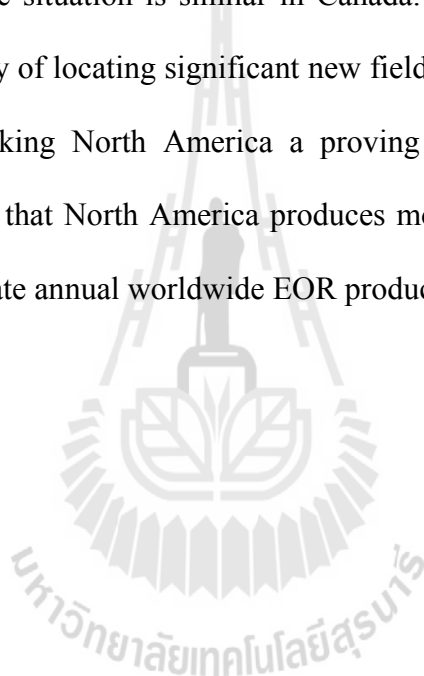 e situation is similar in Canada.
y of locating significant new field
king North America a proving
that North America produces mo
ate annual worldwide EOR produc
มหาวิทยาลัยเทคโนโลยีสุรนารี